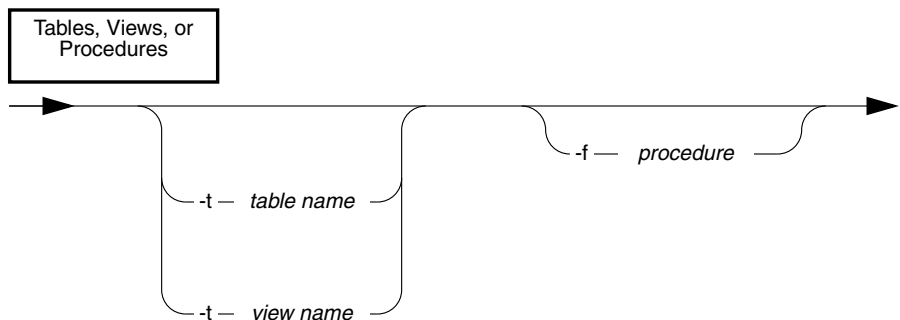 Tables, Views, or
Procedures
-f procedure
-t table name
-t view name